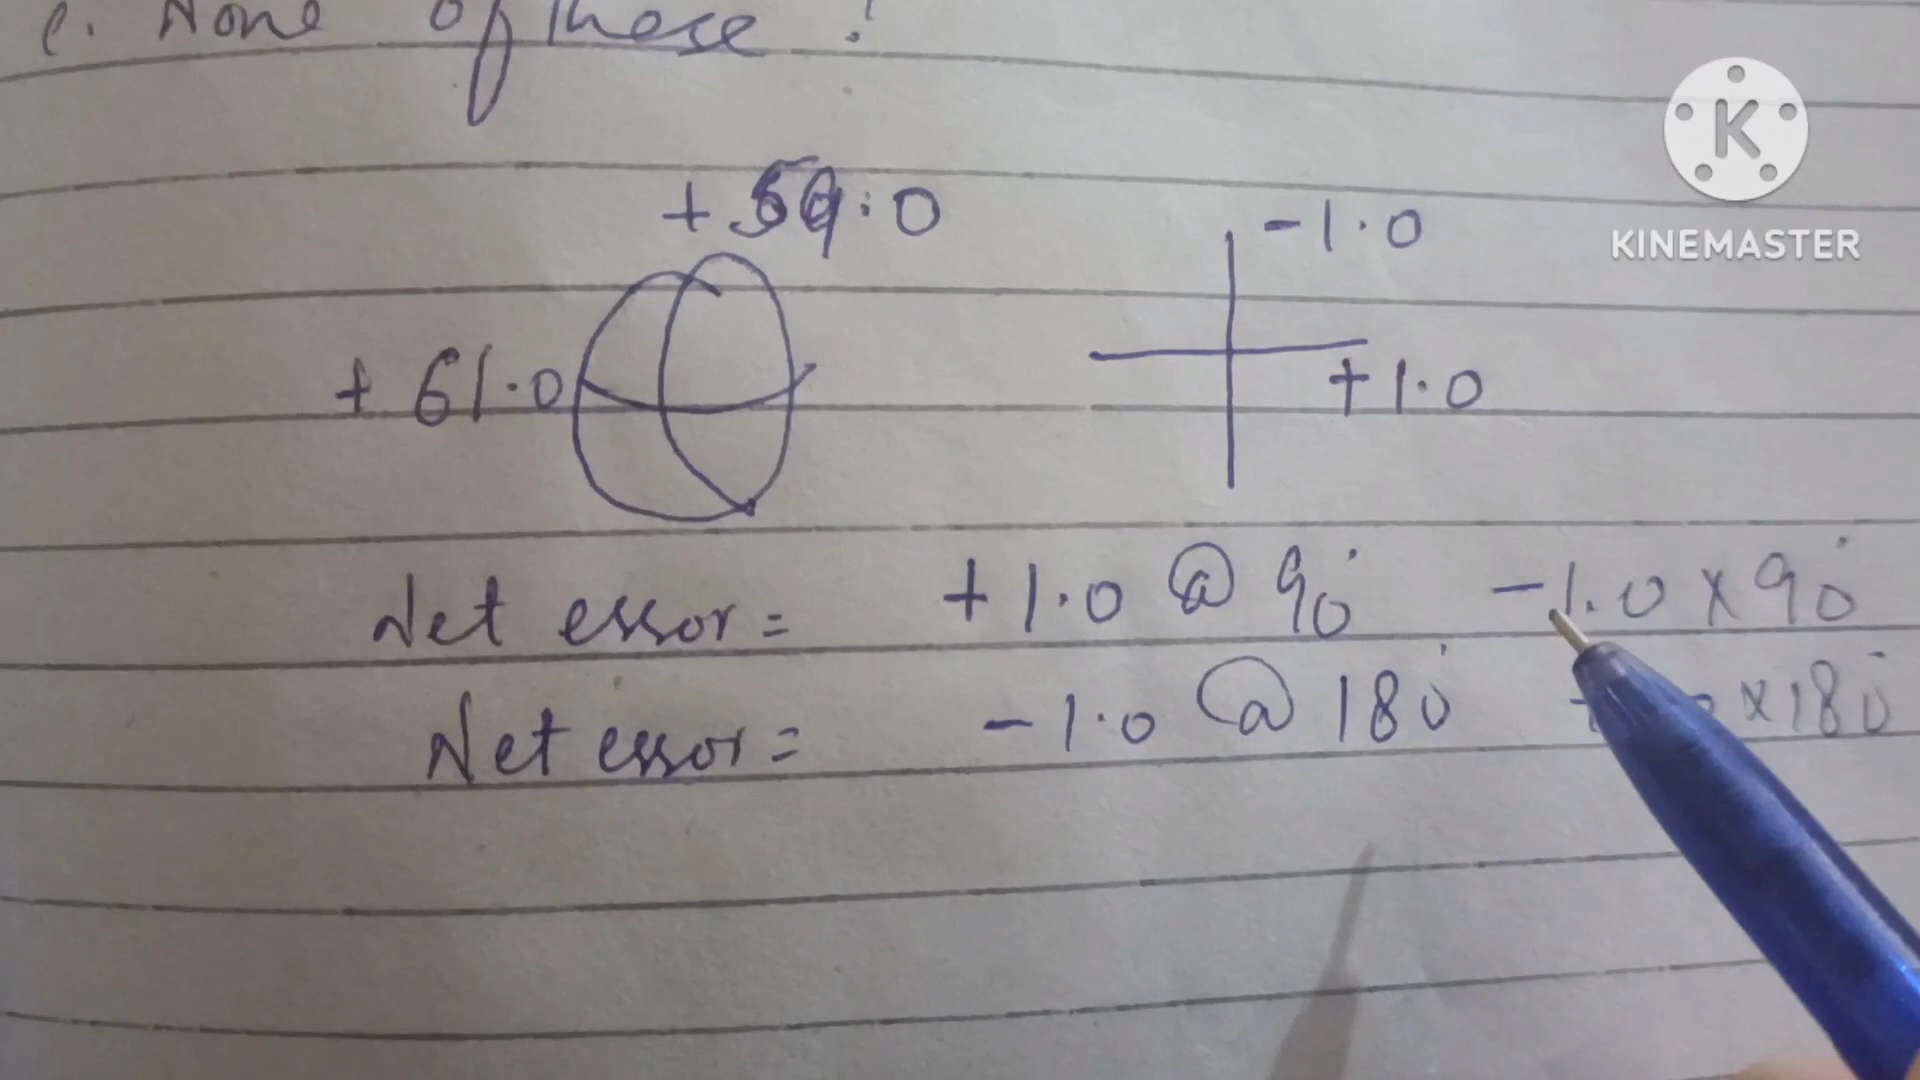 c. None of these !
+ 59.0
- 1.0
K
KINEMASTER
+ 61.0
+ 1.0
Net error = + 1.0 @ 90° - 1.0 x 90°
Net error = - 1.0 @ 180° x 180°